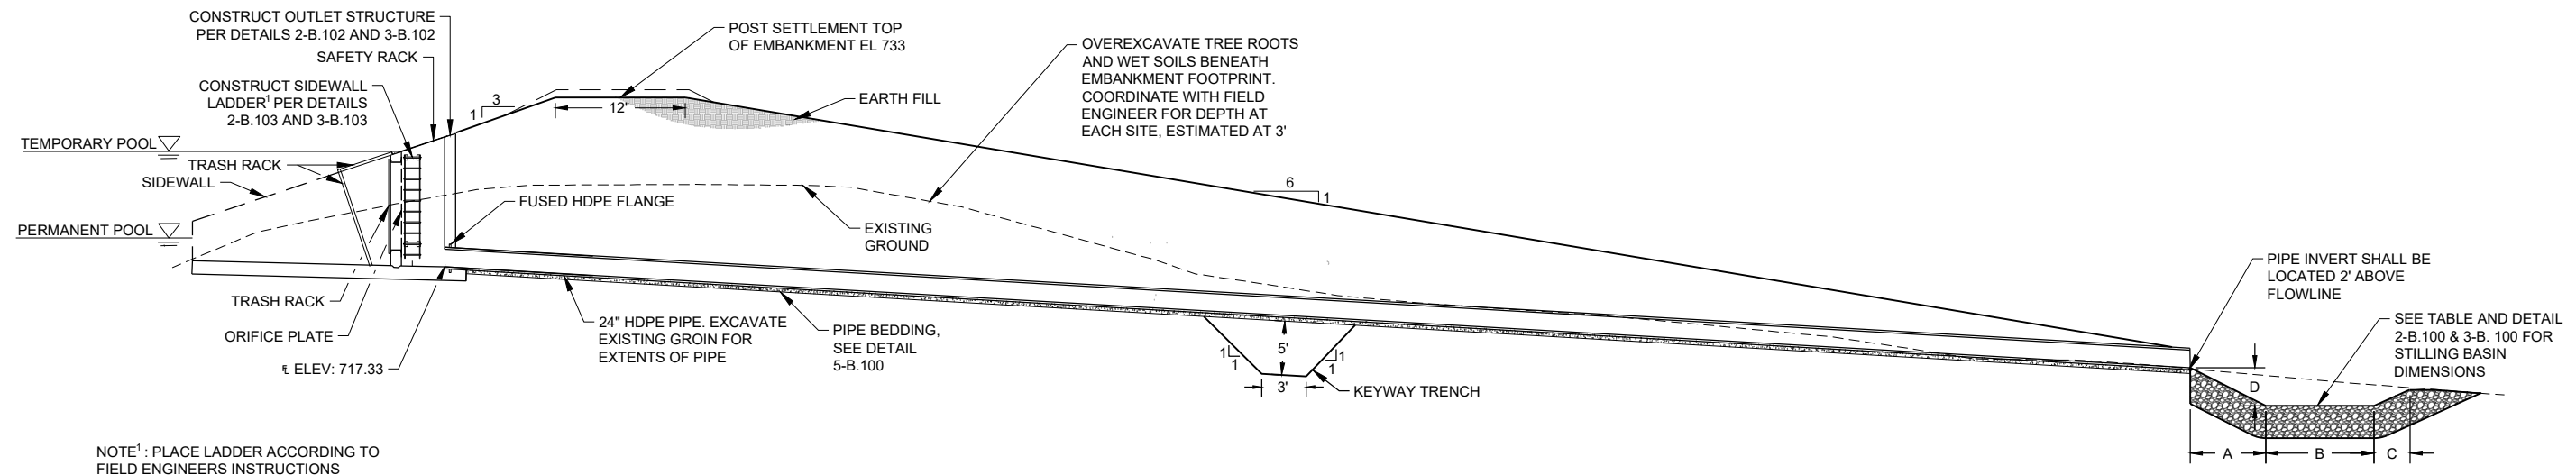 CONSTRUCT OUTLET STRUCTURE
PER DETAILS 2-B.102 AND 3-B.102
SAFETY RACK
CONSTRUCT SIDEWALL
LADDER¹ PER DETAILS
2-B.103 AND 3-B.103
TEMPORARY POOL
TRASH RACK
SIDEWALL
PERMANENT POOL
TRASH RACK
ORIFICE PLATE
℄ ELEV: 717.33
NOTE¹ : PLACE LADDER ACCORDING TO
FIELD ENGINEERS INSTRUCTIONS
1
3
12'
POST SETTLEMENT TOP
OF EMBANKMENT EL 733
EARTH FILL
OVEREXCAVATE TREE ROOTS
AND WET SOILS BENEATH
EMBANKMENT FOOTPRINT.
COORDINATE WITH FIELD
ENGINEER FOR DEPTH AT
EACH SITE, ESTIMATED AT 3'
FUSED HDPE FLANGE
EXISTING
GROUND
6
1
24" HDPE PIPE. EXCAVATE
EXISTING GROIN FOR
EXTENTS OF PIPE
PIPE BEDDING,
SEE DETAIL
5-B.100
1
1
5'
1
1
3'
KEYWAY TRENCH
PIPE INVERT SHALL BE
LOCATED 2' ABOVE
FLOWLINE
SEE TABLE AND DETAIL
2-B.100 & 3-B. 100 FOR
STILLING BASIN
DIMENSIONS
D
A
B
C